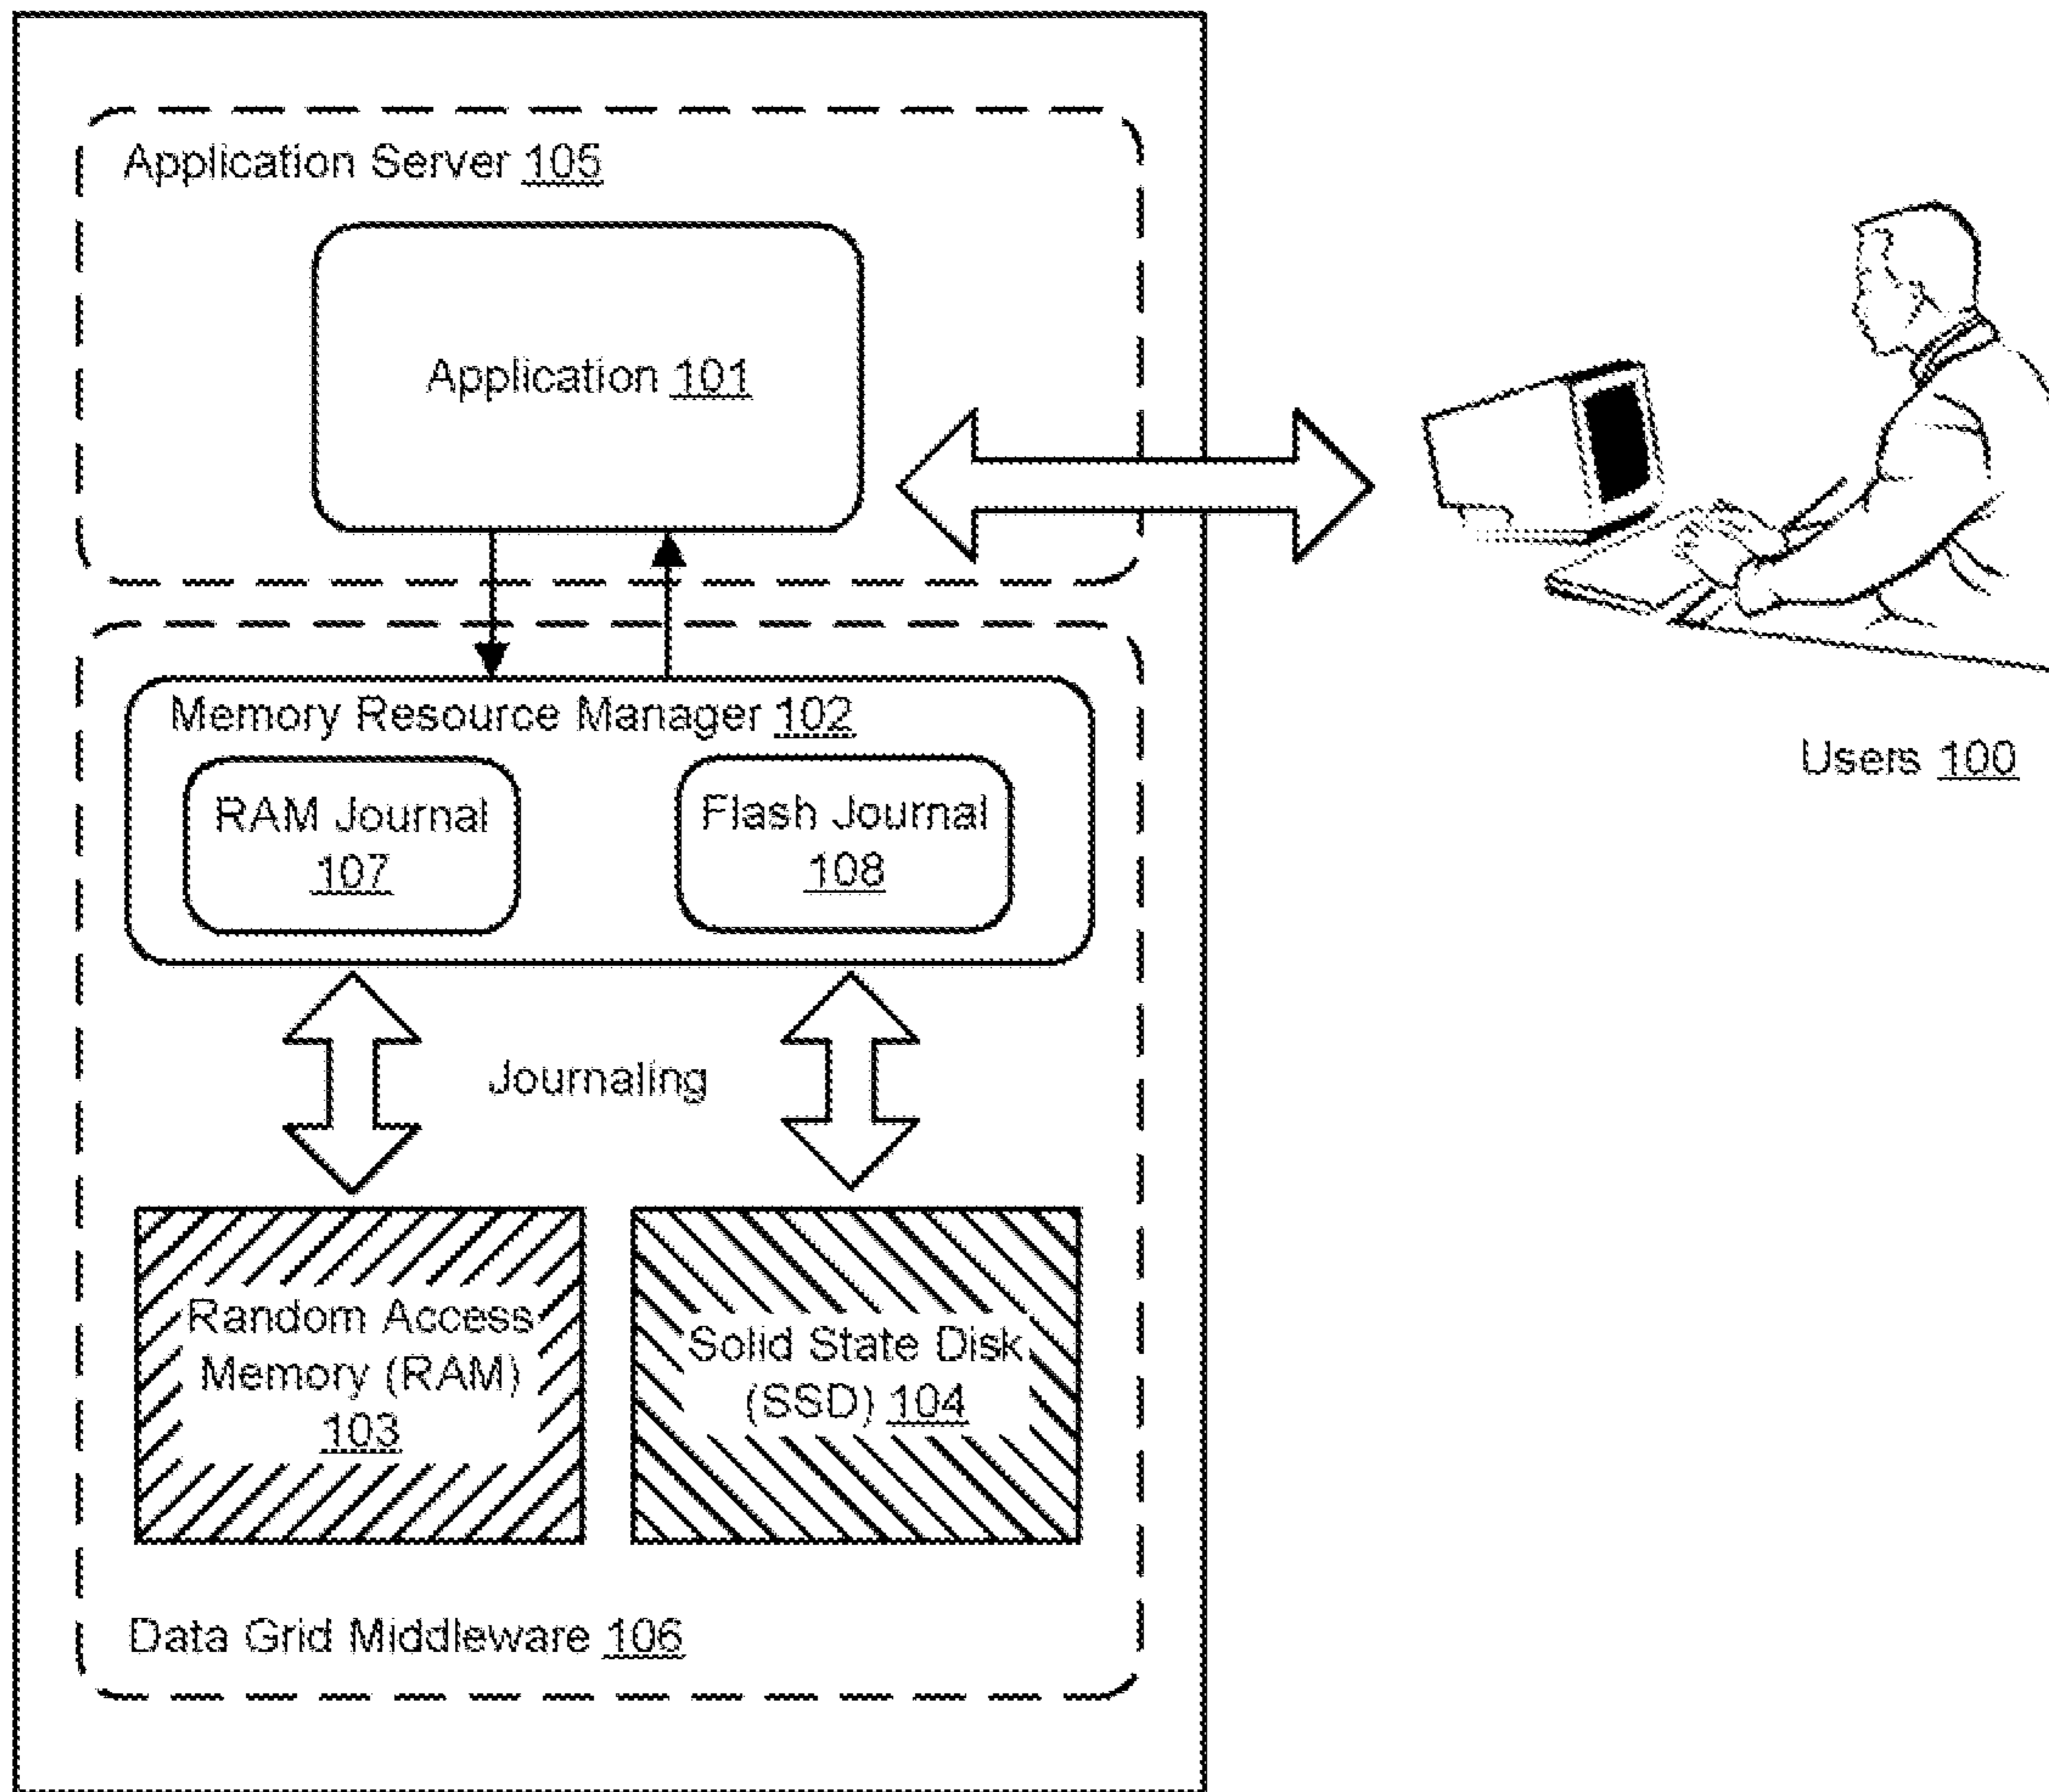 Application Server 105
Application 101
Memory Resource Manager 102
RAM Journal
107
Flash Journal
108
Users 100
Journaling
Random Access
Memory (RAM)
103
Solid State Disk
(SSD) 104
Data Grid Middleware 106